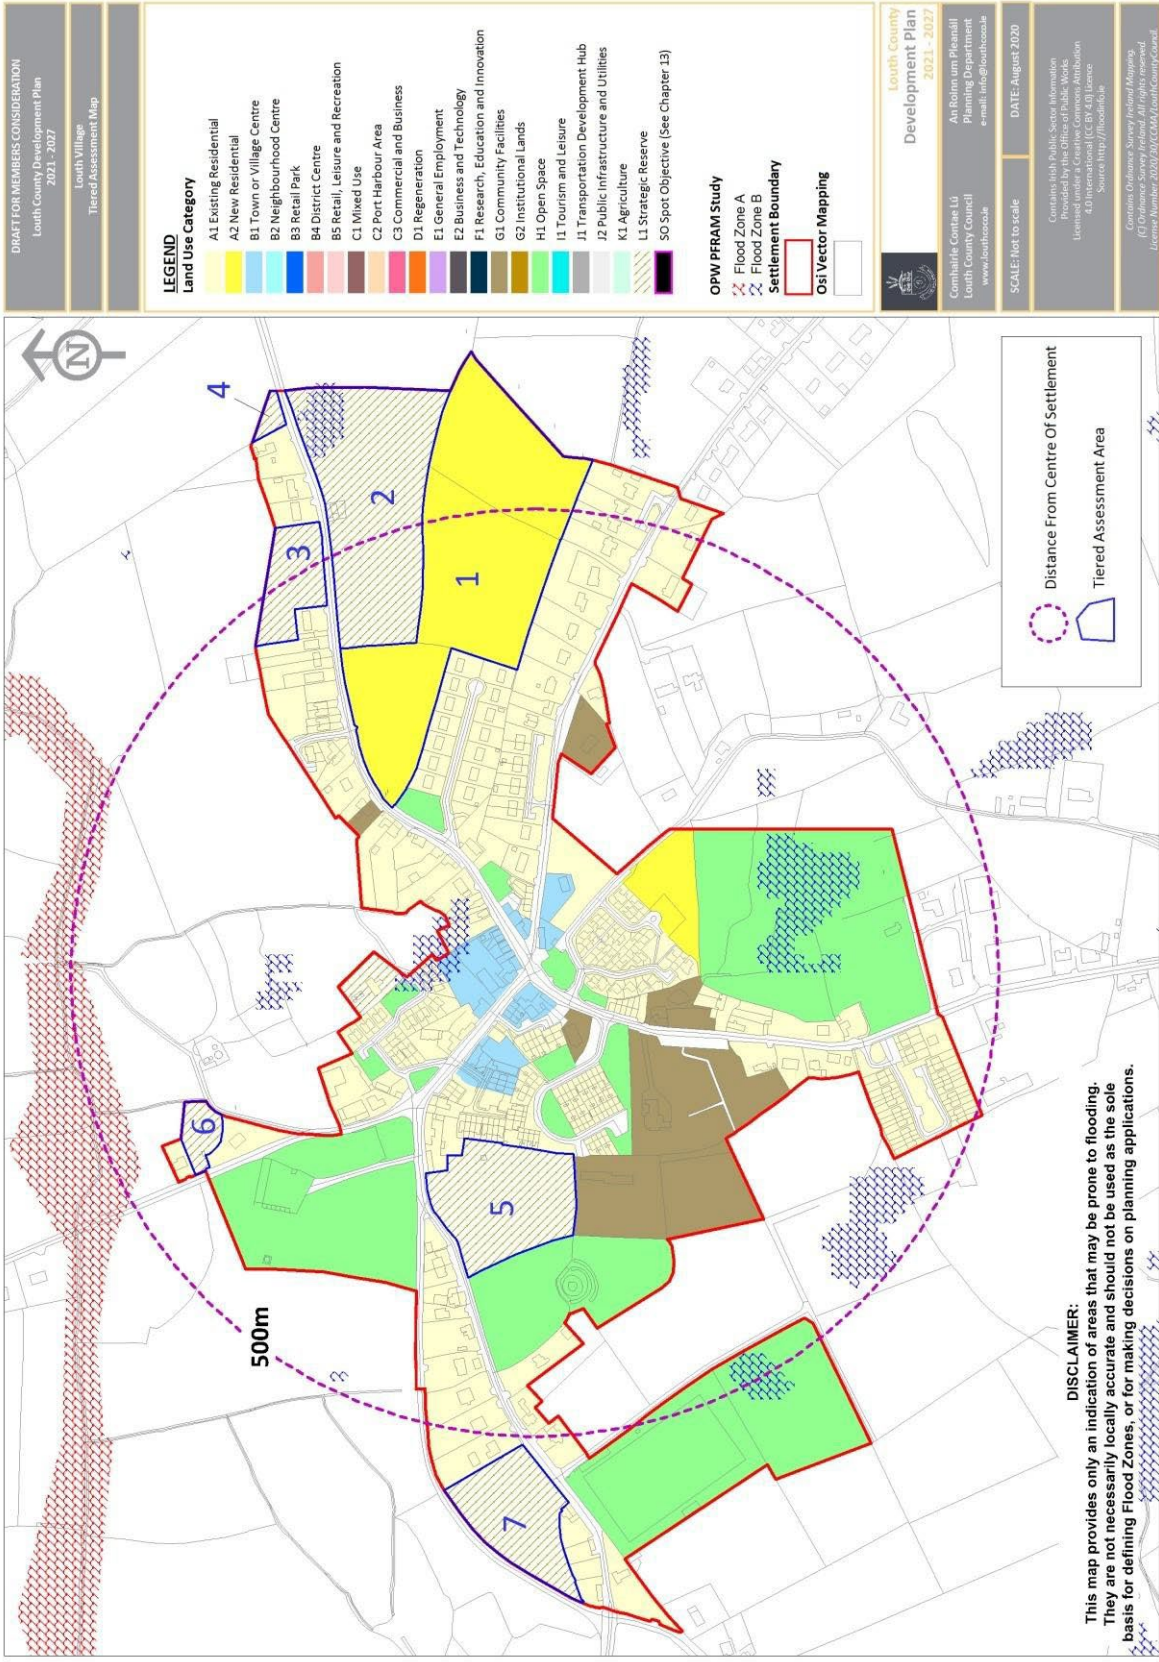 DRAFT FOR MEMBERS CONSIDERATION
Louth County Development Plan
2021 - 2027
Louth Village
Tiered Assessment Map
LEGEND
Land Use Category
A1 Existing Residential
A2 New Residential
B1 Town or Village Centre
B2 Neighbourhood Centre
B3 Retail Park
B4 District Centre
B5 Retail, Leisure and Recreation
C1 Mixed Use
C2 Port Harbour Area
C3 Commercial and Business
D1 Regeneration
E1 General Employment
E2 Business and Technology
F1 Research, Education and Innovation
G1 Community Facilities
G2 Institutional Lands
H1 Open Space
I1 Tourism and Leisure
J1 Transportation Development Hub
J2 Public Infrastructure and Utilities
K1 Agriculture
L1 Strategic Reserve
SO Spot Objective (See Chapter 13)
OPW PFRAM Study
Flood Zone A
Flood Zone B
Settlement Boundary
Osi Vector Mapping
Louth County
Development Plan
2021 - 2027
Comhairle Contae Lú
Louth County Council
www.louthcoco.ie
An Roinn um Pleanáil
Planning Department
e-mail: info@louthcoco.ie
SCALE: Not to scale
DATE: August 2020
Contains Irish Public Sector Information
Provided by the Office of Public Works
Licensed under a Creative Commons Attribution
4.0 International (CC BY 4.0) Licence
Source http://floodinfo.ie
Contains Ordnance Survey Ireland Mapping.
(C) Ordnance Survey Ireland. All rights reserved.
License Number 2020/30/CCMA/LouthCountyCouncil.
N
4
3
2
1
6
5
7
500m
Distance From Centre Of Settlement
Tiered Assessment Area
DISCLAIMER:
This map provides only an indication of areas that may be prone to flooding.
They are not necessarily locally accurate and should not be used as the sole
basis for defining Flood Zones, or for making decisions on planning applications.